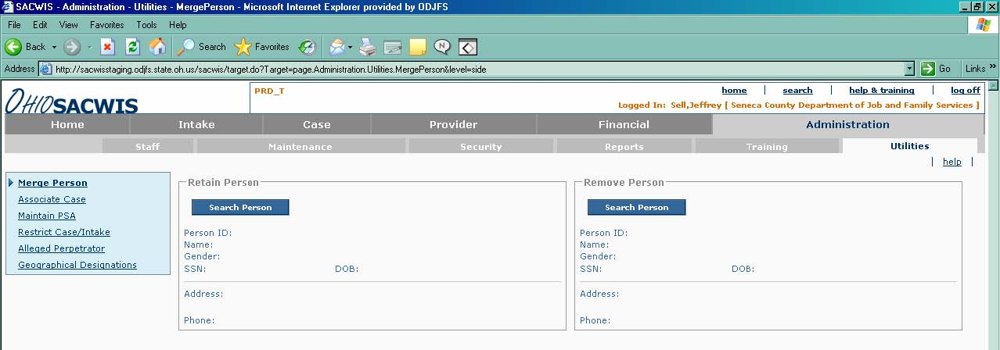 SACWIS - Administration - Utilities - MergePerson - Microsoft Internet Explorer provided by ODJFS
File Edit View Favorites Tools Help
Back Search Favorites
Address http://sacwisstaging.odjfs.state.oh.us/sacwis/target.do?Target=page.Administration.Utilities.MergePerson&level=side Go Links »
OHIO SACWIS
PRD_T
home | search | help & training | log off
Logged In: Sell,Jeffrey [ Seneca County Department of Job and Family Services ]
Home Intake Case Provider Financial Administration
Staff Maintenance Security Reports Training Utilities
| help |
Merge Person
Associate Case
Maintain PSA
Restrict Case/Intake
Alleged Perpetrator
Geographical Designations
Retain Person
Search Person
Person ID:
Name:
Gender:
SSN: DOB:
Address:
Phone:
Remove Person
Search Person
Person ID:
Name:
Gender:
SSN: DOB:
Address:
Phone: